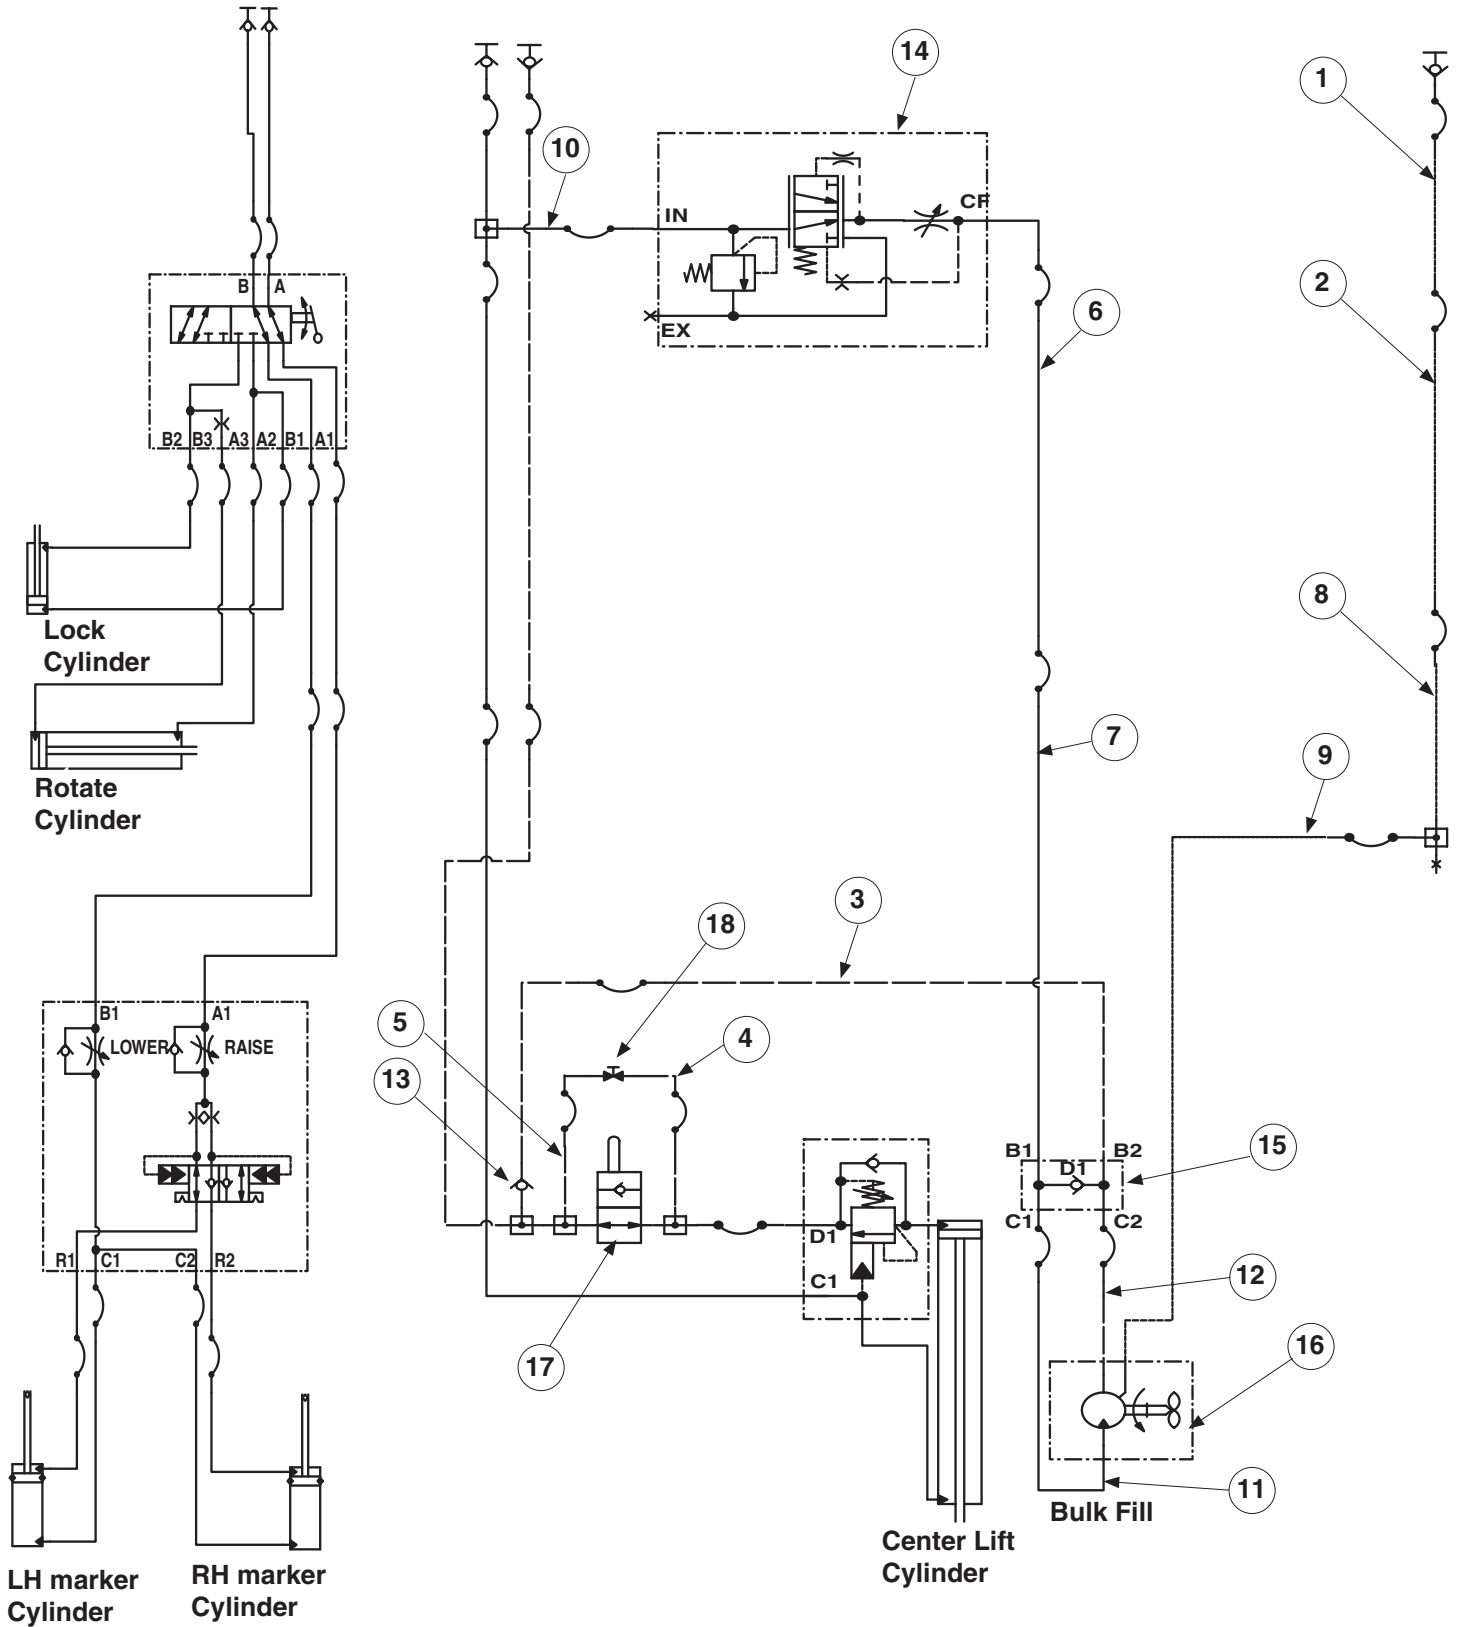 14
1
10
IN
CF
B A
2
EX
6
B2 B3 A3 A2 B1 A1
8
Lock
Cylinder
7
9
Rotate
Cylinder
3
18
5
4
B1
A1
LOWER
RAISE
13
B1
D1
B2
15
C1
C2
D1
R1
C1
C2
R2
C1
12
17
16
11
Bulk Fill
Center Lift
Cylinder
LH marker
Cylinder
RH marker
Cylinder